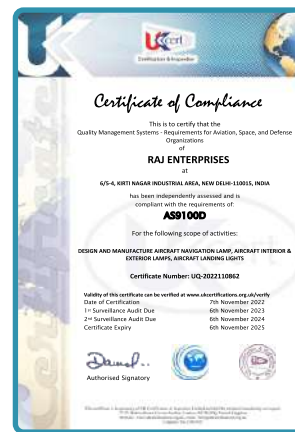 UK
UKcert
Certification & Inspection
Certificate of Compliance
This is to certify that the
Quality Management Systems - Requirements for Aviation, Space, and Defense
Organizations
of
RAJ ENTERPRISES
at
6/5-4, KIRTI NAGAR INDUSTRIAL AREA, NEW DELHI-110015, INDIA
has been independently assessed and is
compliant with the requirements of:
AS9100D
For the following scope of activities:
DESIGN AND MANUFACTURE AIRCRAFT NAVIGATION LAMP, AIRCRAFT INTERIOR &
EXTERIOR LAMPS, AIRCRAFT LANDING LIGHTS
Certificate Number: UQ-2022110862
Validity of this certificate can be verified at www.ukcertifications.org.uk/verify
Date of Certification 7th November 2022
1st Surveillance Audit Due 6th November 2023
2nd Surveillance Audit Due 6th November 2024
Certificate Expiry 6th November 2025
Authorised Signatory